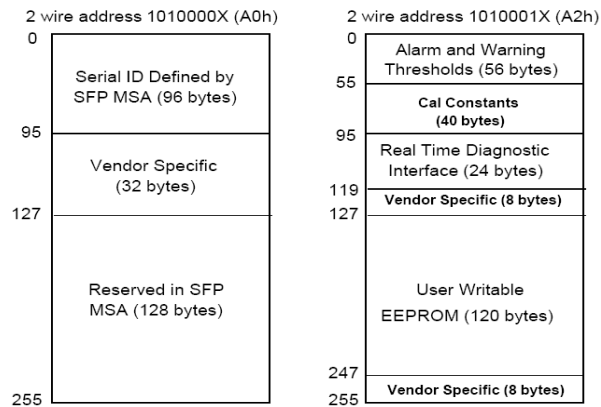 2 wire address 1010000X (A0h)
0
Serial ID Defined by
SFP MSA (96 bytes)
95
Vendor Specific
(32 bytes)
127
Reserved in SFP
MSA (128 bytes)
255
2 wire address 1010001X (A2h)
0
Alarm and Warning
Thresholds (56 bytes)
55
Cal Constants
(40 bytes)
95
Real Time Diagnostic
Interface (24 bytes)
119
Vendor Specific (8 bytes)
127
User Writable
EEPROM (120 bytes)
247
Vendor Specific (8 bytes)
255